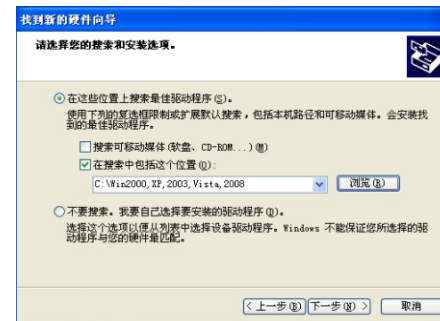 找到新的硬件向导
请选择您的搜索和安装选项。
在这些位置上搜索最佳驱动程序(S)。
使用下列的复选框限制或扩展默认搜索，包括本机路径和可移动媒体。会安装找
到的最佳驱动程序。
搜索可移动媒体(软盘、CD-ROM...)(M)
在搜索中包括这个位置(O):
C:\Win2000,XP,2003,Vista,2008
浏览(R)
不要搜索。我要自己选择要安装的驱动程序(D)。
选择这个选项以便从列表中选择设备驱动程序。Windows 不能保证您所选择的驱
动程序与您的硬件最匹配。
< 上一步(B) 下一步(N) > 取消